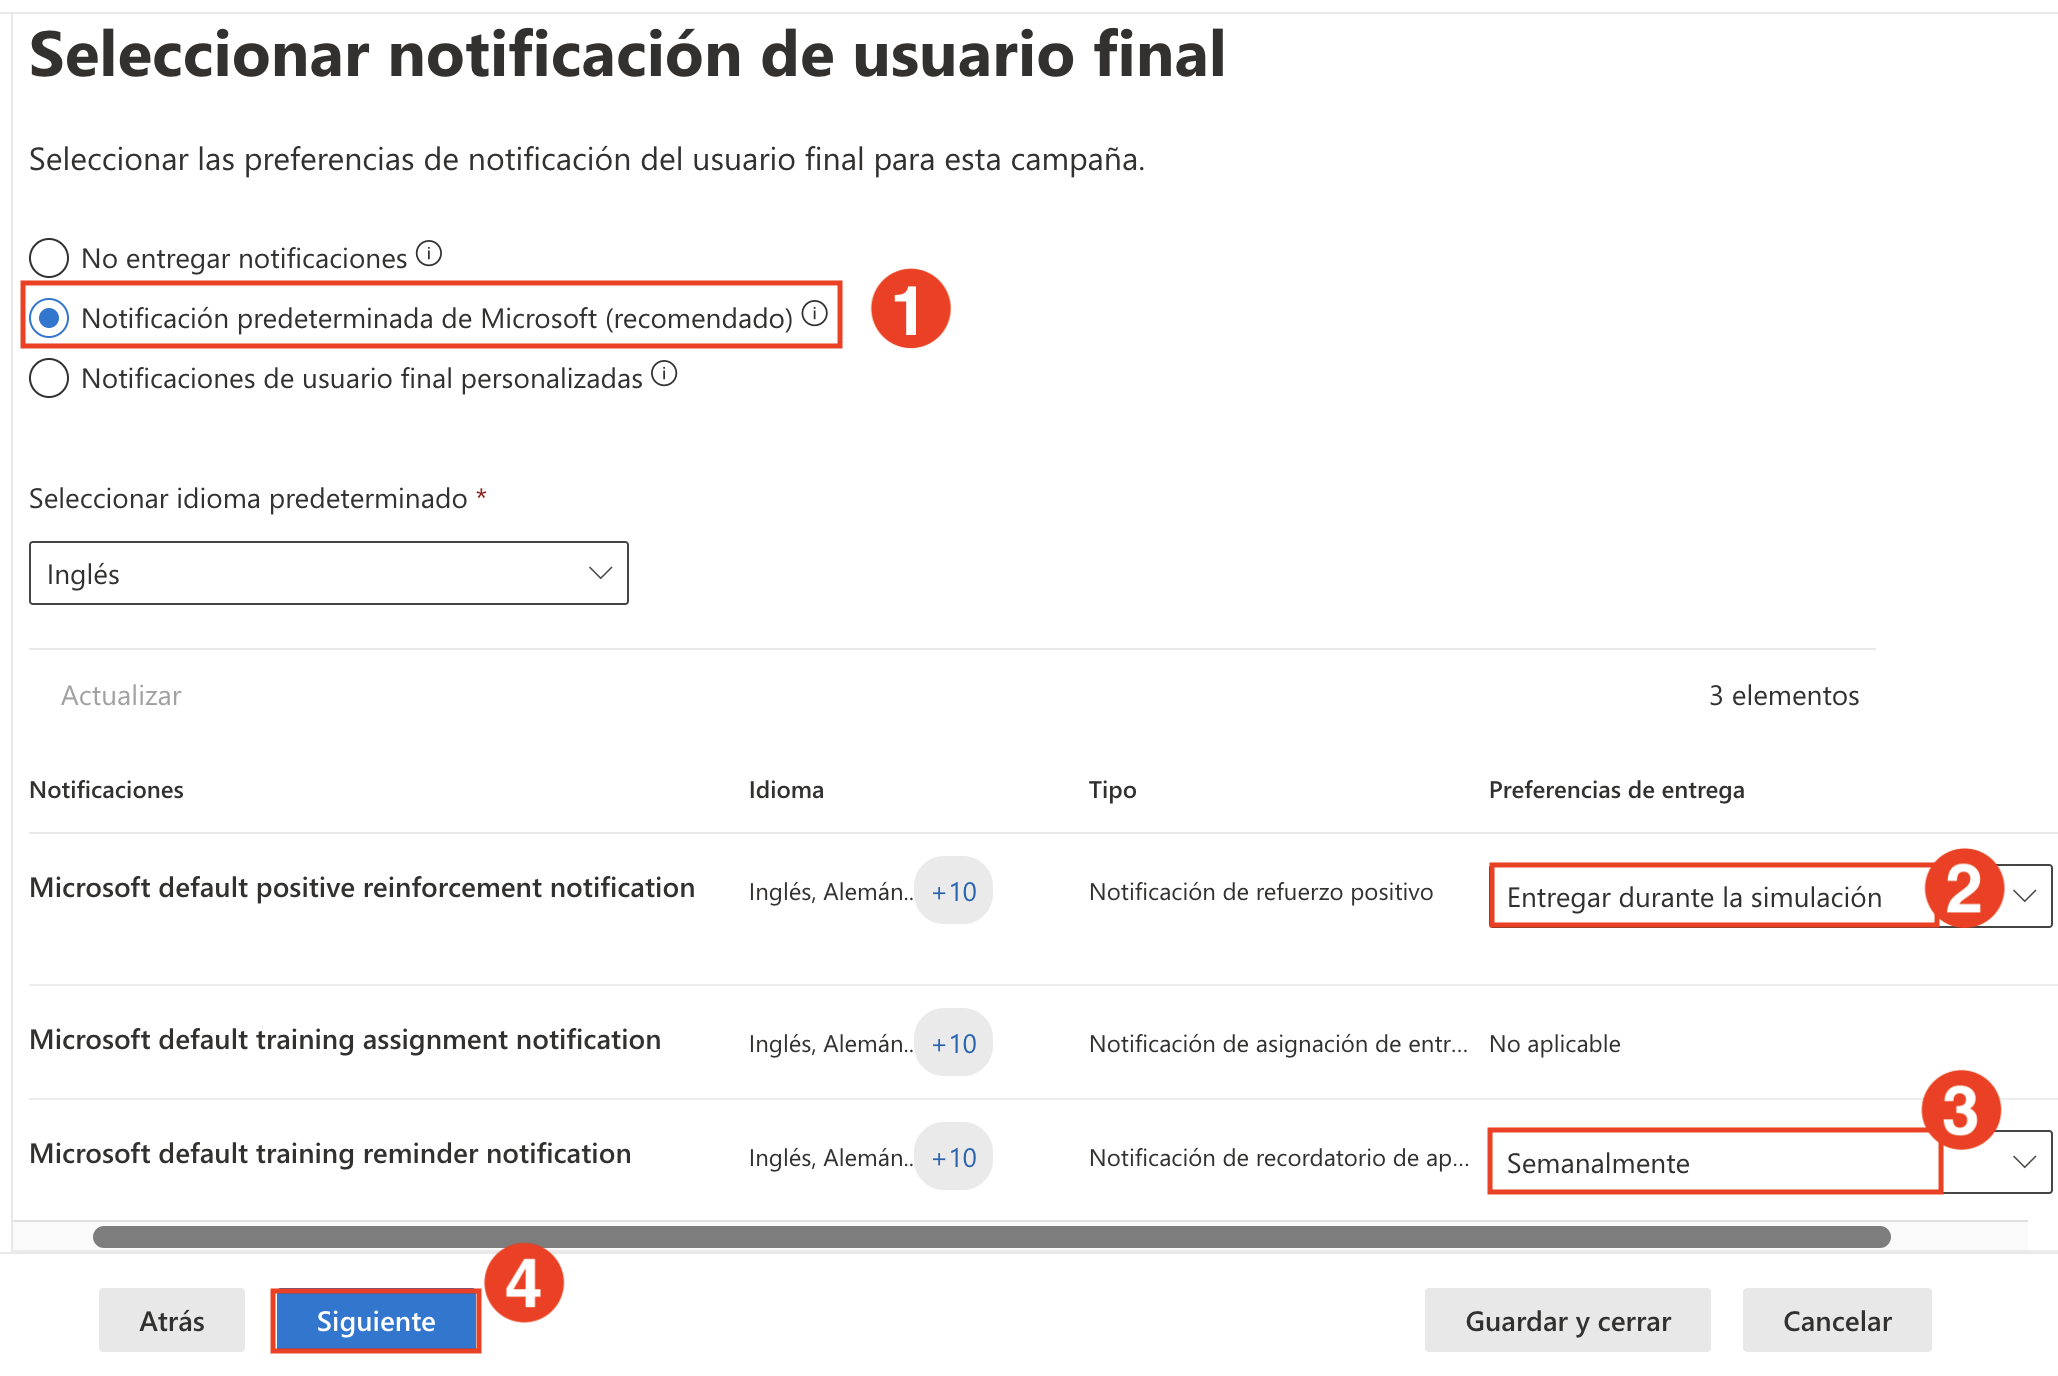 Seleccionar notificación de usuario final
Seleccionar las preferencias de notificación del usuario final para esta campaña.
No entregar notificaciones
Notificación predeterminada de Microsoft (recomendado)
1
Notificaciones de usuario final personalizadas
Seleccionar idioma predeterminado *
Inglés
Actualizar 3 elementos
Notificaciones Idioma Tipo Preferencias de entrega
Microsoft default positive reinforcement notification Inglés, Alemán.. +10 Notificación de refuerzo positivo Entregar durante la simulación 2
Microsoft default training assignment notification Inglés, Alemán.. +10 Notificación de asignación de entr... No aplicable
3
Microsoft default training reminder notification Inglés, Alemán.. +10 Notificación de recordatorio de ap... Semanalmente
4
Atrás Siguiente Guardar y cerrar Cancelar